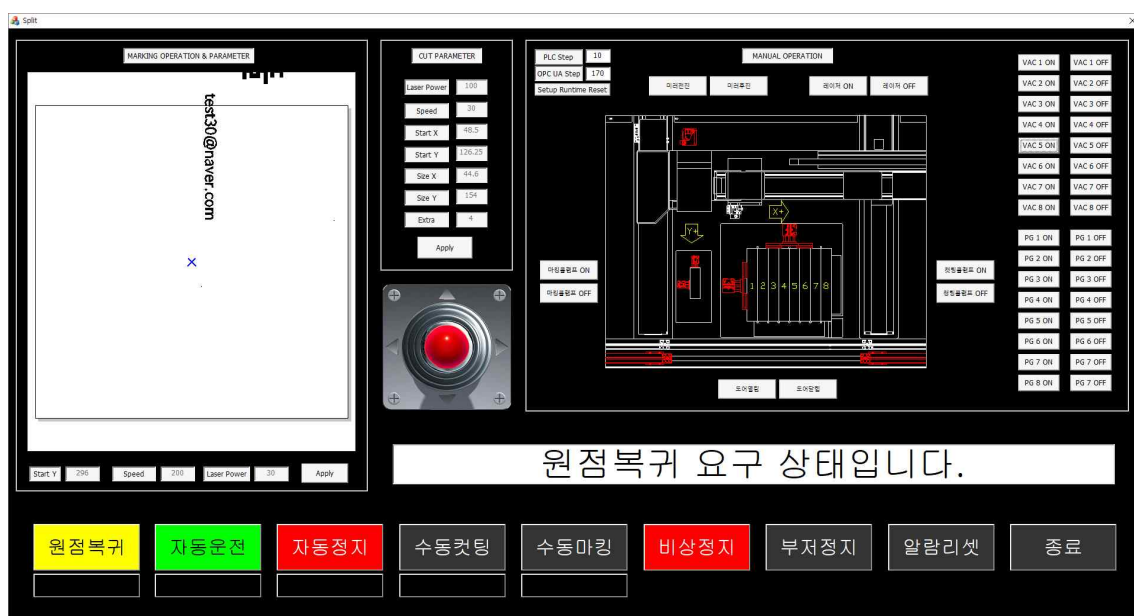 Split
MARKING OPERATION & PARAMETER
test30@naver.com
Start Y 296 Speed 200 Laser Power 30 Apply
CUT PARAMETER
Laser Power 100
Speed 30
Start X 48.5
Start Y 126.25
Size X 44.6
Size Y 154
Extra 4
Apply
PLC Step 10
OPC UA Step 170
Setup Runtime Reset
MANUAL OPERATION
미러전진 미러후진 레이저 ON 레이저 OFF
X+
Y+
1 2 3 4 5 6 7 8
마킹줄펌프 ON
마킹줄펌프 OFF
컷팅줄펌프 ON
컷팅줄펌프 OFF
도어열림 도어닫힘
VAC 1 ON VAC 1 OFF
VAC 2 ON VAC 2 OFF
VAC 3 ON VAC 3 OFF
VAC 4 ON VAC 4 OFF
VAC 5 ON VAC 5 OFF
VAC 6 ON VAC 6 OFF
VAC 7 ON VAC 7 OFF
VAC 8 ON VAC 8 OFF
PG 1 ON PG 1 OFF
PG 2 ON PG 2 OFF
PG 3 ON PG 3 OFF
PG 4 ON PG 4 OFF
PG 5 ON PG 5 OFF
PG 6 ON PG 6 OFF
PG 7 ON PG 7 OFF
PG 8 ON PG 7 OFF
원점복귀 요구 상태입니다.
원점복귀 자동운전 자동정지 수동컷팅 수동마킹 비상정지 부저정지 알람리셋 종료